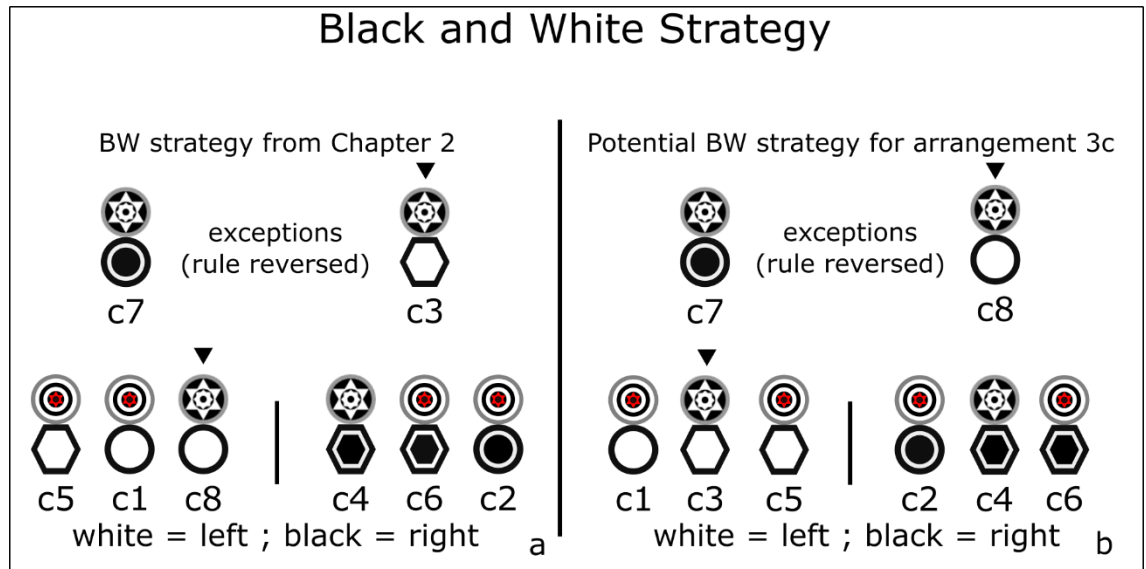 Black and White Strategy
BW strategy from Chapter 2
exceptions
(rule reversed)
c7
c3
c5 c1 c8 c4 c6 c2
white = left ; black = right
a
Potential BW strategy for arrangement 3c
exceptions
(rule reversed)
c7
c8
c1 c3 c5 c2 c4 c6
white = left ; black = right
b